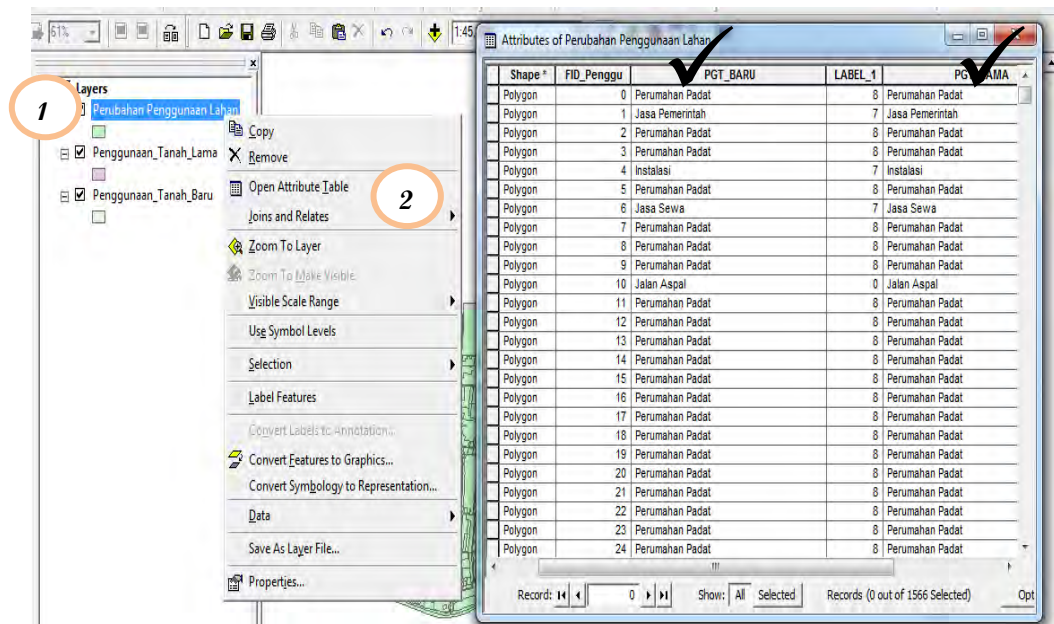 61%
1:45
Layers
1
Perubahan Penggunaan Lahan
Penggunaan_Tanah_Lama
Penggunaan_Tanah_Baru
Copy
Remove
Open Attribute Table
2
Joins and Relates
Zoom To Layer
Zoom To Make Visible
Visible Scale Range
Use Symbol Levels
Selection
Label Features
Convert Labels to Annotation...
Convert Features to Graphics...
Convert Symbology to Representation...
Data
Save As Layer File...
Properties...
Attributes of Perubahan Penggunaan Lahan
Shape * FID_Penggu PGT_BARU LABEL_1
Polygon 0 Perumahan Padat 8 Perumahan Padat
Polygon 1 Jasa Pemerintah 7 Jasa Pemerintah
Polygon 2 Perumahan Padat 8 Perumahan Padat
Polygon 3 Perumahan Padat 8 Perumahan Padat
Polygon 4 Instalasi 7 Instalasi
Polygon 5 Perumahan Padat 8 Perumahan Padat
Polygon 6 Jasa Sewa 7 Jasa Sewa
Polygon 7 Perumahan Padat 8 Perumahan Padat
Polygon 8 Perumahan Padat 8 Perumahan Padat
Polygon 9 Perumahan Padat 8 Perumahan Padat
Polygon 10 Jalan Aspal 0 Jalan Aspal
Polygon 11 Perumahan Padat 8 Perumahan Padat
Polygon 12 Perumahan Padat 8 Perumahan Padat
Polygon 13 Perumahan Padat 8 Perumahan Padat
Polygon 14 Perumahan Padat 8 Perumahan Padat
Polygon 15 Perumahan Padat 8 Perumahan Padat
Polygon 16 Perumahan Padat 8 Perumahan Padat
Polygon 17 Perumahan Padat 8 Perumahan Padat
Polygon 18 Perumahan Padat 8 Perumahan Padat
Polygon 19 Perumahan Padat 8 Perumahan Padat
Polygon 20 Perumahan Padat 8 Perumahan Padat
Polygon 21 Perumahan Padat 8 Perumahan Padat
Polygon 22 Perumahan Padat 8 Perumahan Padat
Polygon 23 Perumahan Padat 8 Perumahan Padat
Polygon 24 Perumahan Padat 8 Perumahan Padat
Record: 0 Show: All Selected Records (0 out of 1566 Selected) Opt